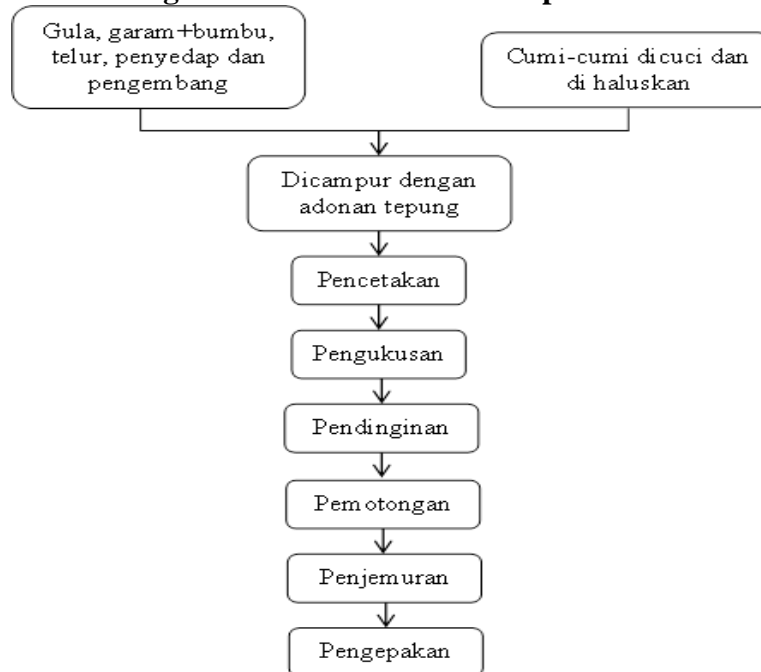 Gula, garam+bumbu,
telur, penyedap dan
pengembang
Cumi-cumi dicuci dan
di haluskan
Dicampur dengan
adonan tepung
Pencetakan
Pengukusan
Pendinginan
Pemotongan
Penjemuran
Pengepakan